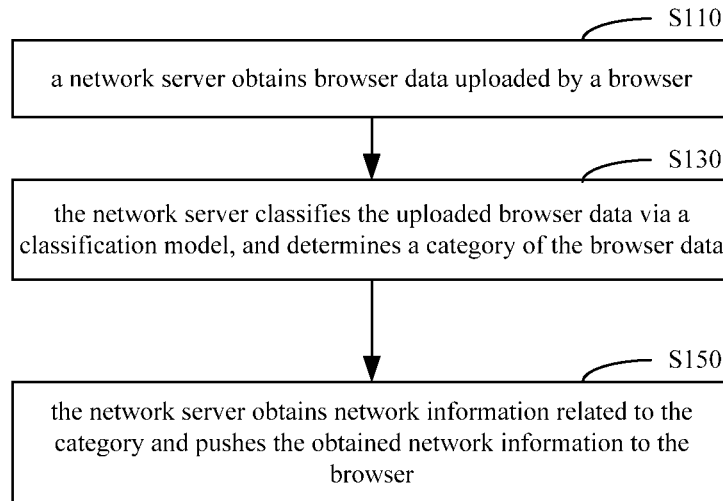 S110
a network server obtains browser data uploaded by a browser
S130
the network server classifies the uploaded browser data via a
classification model, and determines a category of the browser data
S150
the network server obtains network information related to the
category and pushes the obtained network information to the
browser